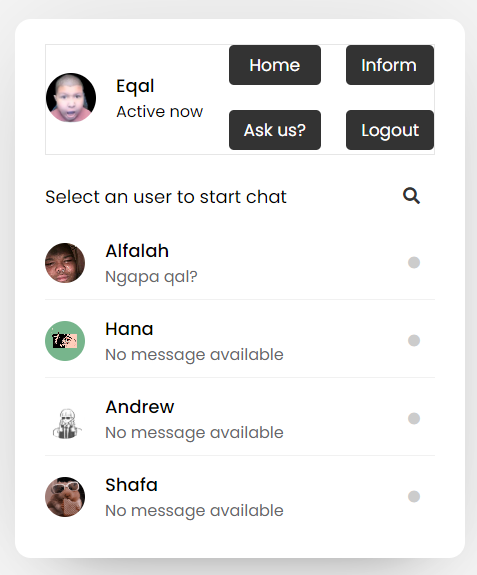 Eqal
Active now
Home
Inform
Ask us?
Logout
Select an user to start chat
Alfalah
Ngapa qal?
Hana
No message available
Andrew
No message available
Shafa
No message available